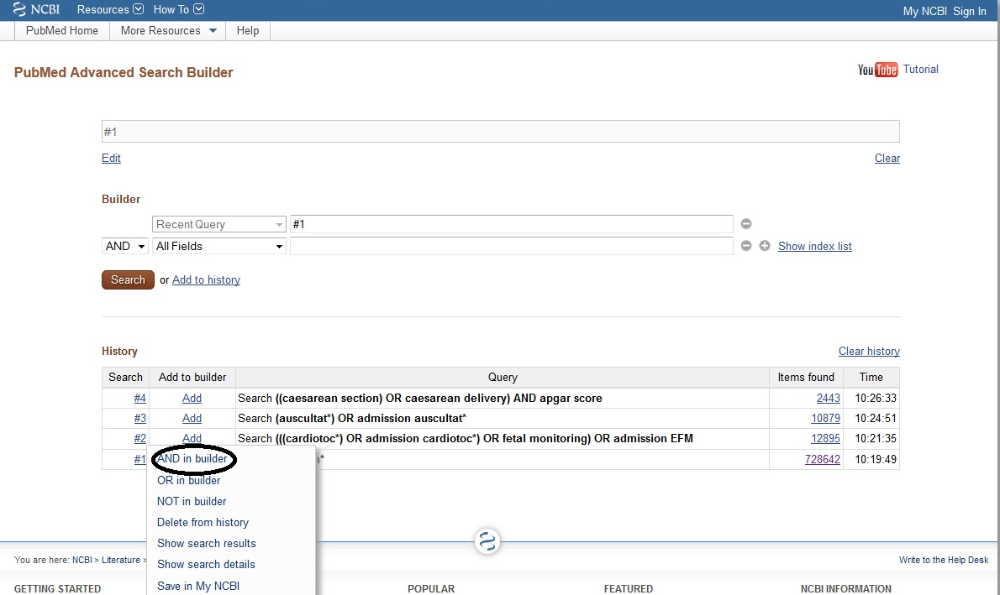 NCBI Resources How To My NCBI Sign In
PubMed Home More Resources Help
PubMed Advanced Search Builder
YouTube Tutorial
#1
Edit Clear
Builder
Recent Query #1
AND All Fields Show index list
Search or Add to history
History Clear history
Search Add to builder Query Items found Time
#4 Add Search ((caesarean section) OR caesarean delivery) AND apgar score 2443 10:26:33
#3 Add Search (auscultat*) OR admission auscultat* 10879 10:24:51
#2 Add Search (((cardiotoc*) OR admission cardiotoc*) OR fetal monitoring) OR admission EFM 12895 10:21:35
#1 AND in builder * 728642 10:19:49
OR in builder
NOT in builder
Delete from history
Show search results
You are here: NCBI > Literature > Write to the Help Desk
Show search details
Save in My NCBI
GETTING STARTED POPULAR FEATURED NCBI INFORMATION